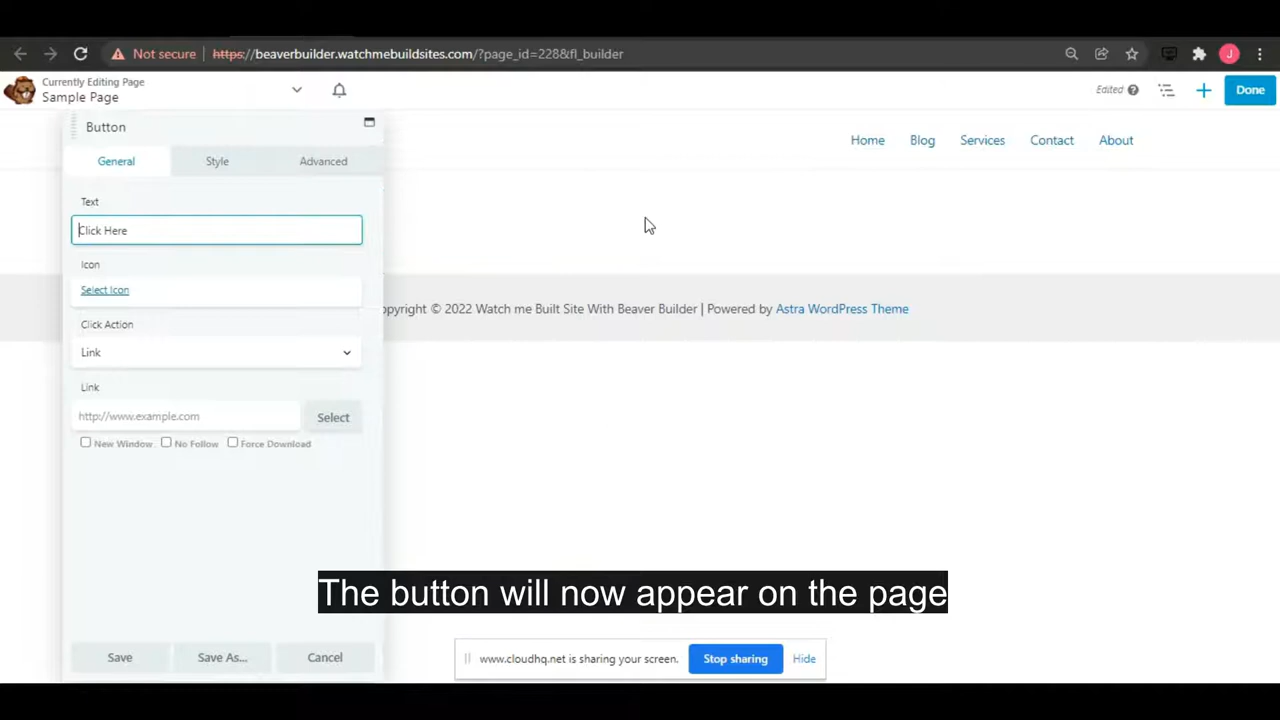 Not secure
https://beaverbuilder.watchmebuildsites.com/?page_id=228&fl_builder
J
Currently Editing Page
Sample Page
Edited
Done
Button
Home Blog Services Contact About
General Style Advanced
Text
Click Here
Icon
Select Icon
opyright © 2022 Watch me Built Site With Beaver Builder | Powered by Astra WordPress Theme
Click Action
Link
Link
http://www.example.com Select
New Window No Follow Force Download
The button will now appear on the page
Save Save As... Cancel
www.cloudhq.net is sharing your screen. Stop sharing Hide